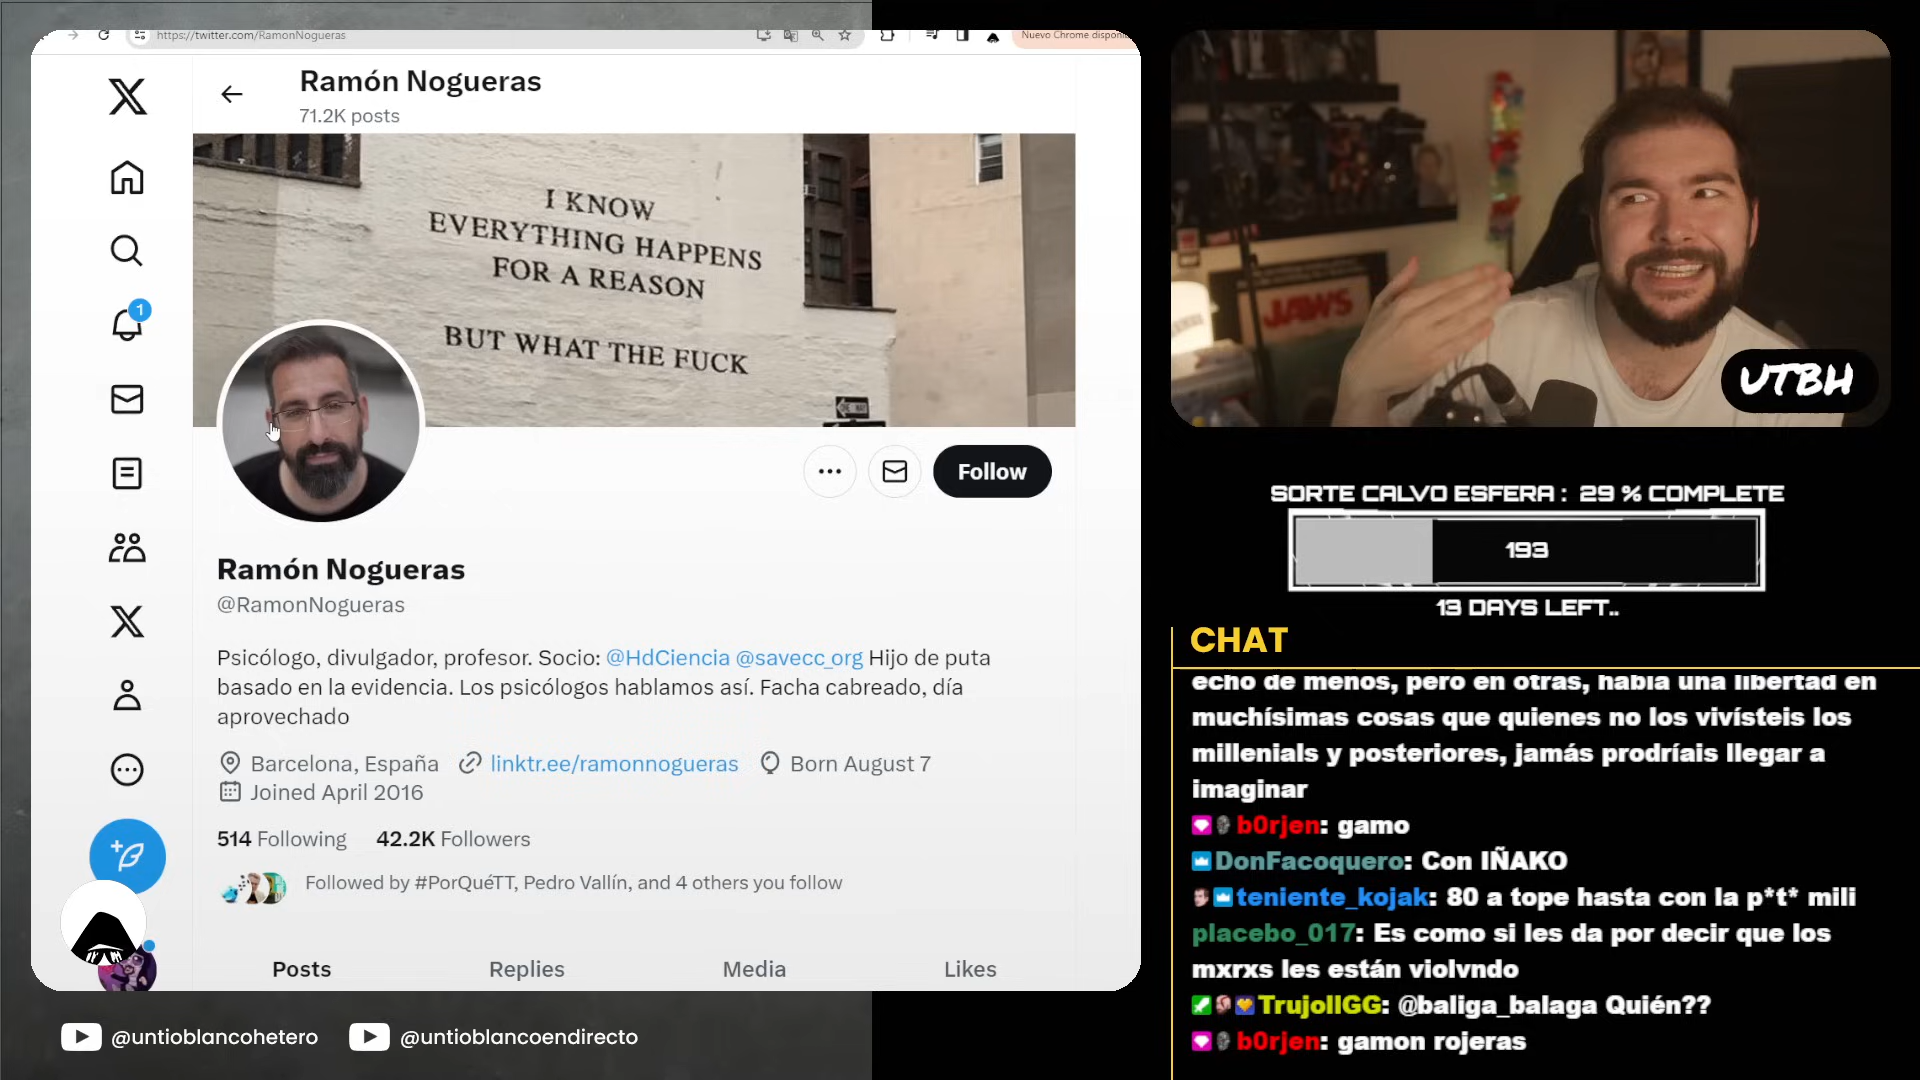 https://twitter.com/RamonNogueras
Nuevo Chrome disponib
Ramón Nogueras
71.2K posts
I KNOW
EVERYTHING HAPPENS
FOR A REASON
BUT WHAT THE FUCK
ONE WAY
1
Follow
Ramón Nogueras
@RamonNogueras
Psicólogo, divulgador, profesor. Socio: @HdCiencia @savecc_org Hijo de puta
basado en la evidencia. Los psicólogos hablamos así. Facha cabreado, día
aprovechado
Barcelona, España linktr.ee/ramonnogueras Born August 7
Joined April 2016
514 Following 42.2K Followers
Followed by #PorQuéTT, Pedro Vallín, and 4 others you follow
Posts Replies Media Likes
@untioblancohetero @untioblancoendirecto
JAWS
UTBH
SORTE CALVO ESFERA : 29 % COMPLETE
193
13 DAYS LEFT..
CHAT
echo de menos, pero en otras, había una libertad en
muchísimas cosas que quienes no los vivísteis los
millenials y posteriores, jamás prodríais llegar a
imaginar
b0rjen: gamo
DonFacoquero: Con IÑAKO
teniente_kojak: 80 a tope hasta con la p*t* mili
placebo_017: Es como si les da por decir que los
mxrxs les están violvndo
TrujollGG: @baliga_balaga Quién??
b0rjen: gamon rojeras